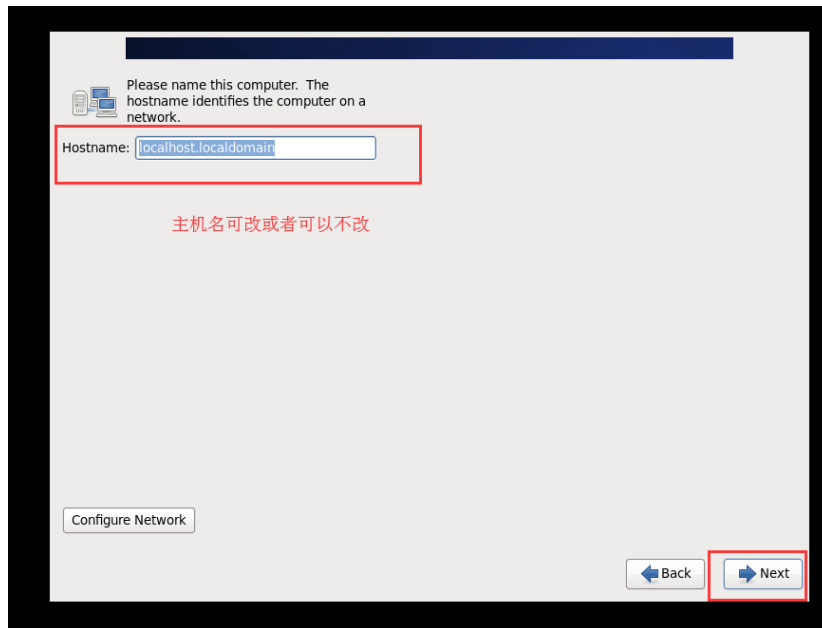 Please name this computer.  The
hostname identifies the computer on a
network.
Hostname: localhost.localdomain
主机名可改或者可以不改
Configure Network
Back Next